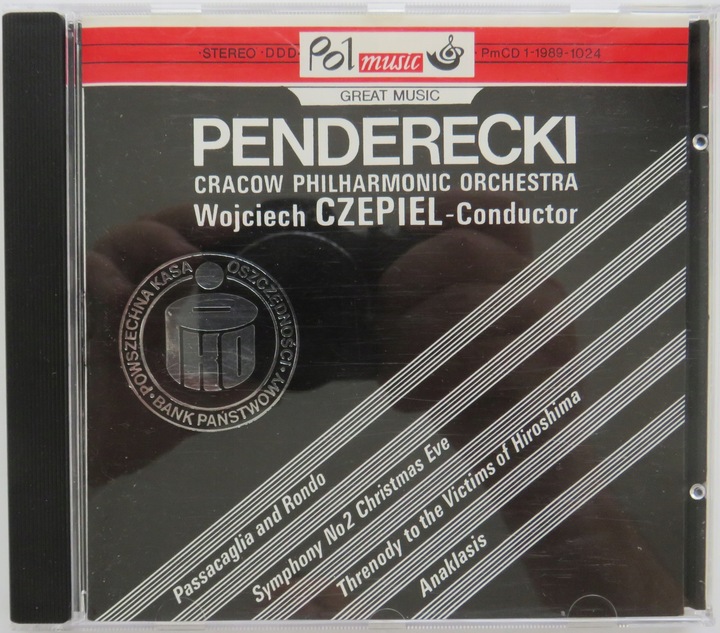 ·STEREO ·DDD· Pol music · PmCD 1-1989-1024
GREAT MUSIC
PENDERECKI
CRACOW PHILHARMONIC ORCHESTRA
Wojciech CZEPIEL-Conductor
·POWSZECHNA KASA OSZCZĘDNOŚCI·
BANK PAŃSTWOWY
PKO
Passacaglia and Rondo
Symphony No2 Christmas Eve
Threnody to the Victims of Hiroshima
Anaklasis